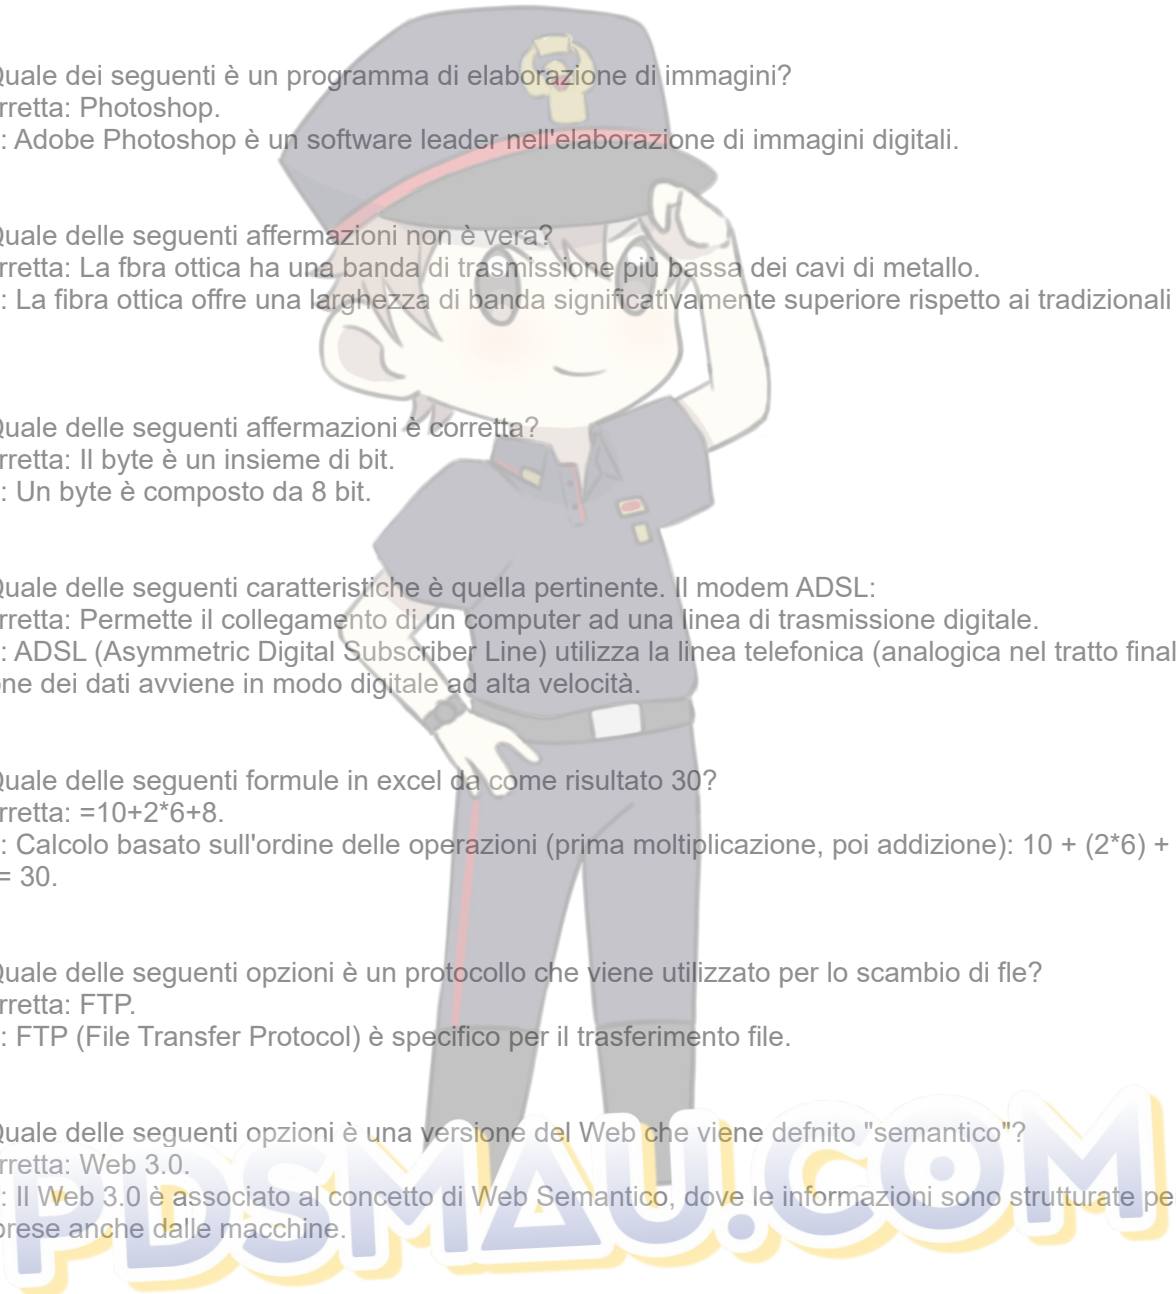 Quale dei seguenti è un programma di elaborazione di immagini?
rretta: Photoshop.
: Adobe Photoshop è un software leader nell'elaborazione di immagini digitali.
Quale delle seguenti affermazioni non è vera?
rretta: La fbra ottica ha una banda di trasmissione più bassa dei cavi di metallo.
: La fibra ottica offre una larghezza di banda significativamente superiore rispetto ai tradizionali
Quale delle seguenti affermazioni è corretta?
rretta: Il byte è un insieme di bit.
: Un byte è composto da 8 bit.
Quale delle seguenti caratteristiche è quella pertinente. Il modem ADSL:
rretta: Permette il collegamento di un computer ad una linea di trasmissione digitale.
: ADSL (Asymmetric Digital Subscriber Line) utilizza la linea telefonica (analogica nel tratto final
one dei dati avviene in modo digitale ad alta velocità.
Quale delle seguenti formule in excel da come risultato 30?
rretta: =10+2*6+8.
: Calcolo basato sull'ordine delle operazioni (prima moltiplicazione, poi addizione): 10 + (2*6) +
= 30.
Quale delle seguenti opzioni è un protocollo che viene utilizzato per lo scambio di fle?
rretta: FTP.
: FTP (File Transfer Protocol) è specifico per il trasferimento file.
Quale delle seguenti opzioni è una versione del Web che viene defnito "semantico"?
rretta: Web 3.0.
: Il Web 3.0 è associato al concetto di Web Semantico, dove le informazioni sono strutturate pe
prese anche dalle macchine.
PDSMAU.COM